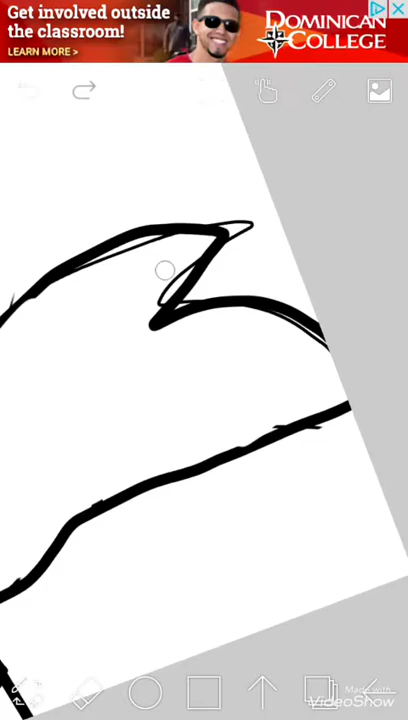 Get involved outside
the classroom!
LEARN MORE >
DOMINICAN
COLLEGE
Made with
VideoShow